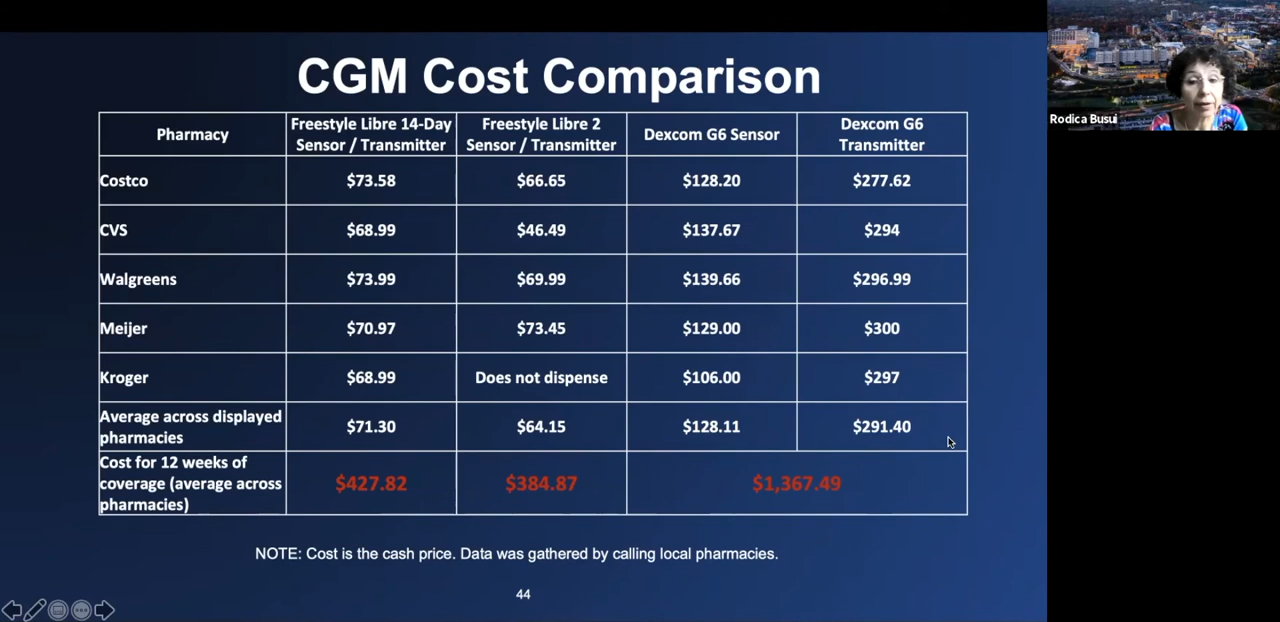 CGM Cost Comparison
Pharmacy
Freestyle Libre 14-Day
Sensor / Transmitter
Freestyle Libre 2
Sensor / Transmitter
Dexcom G6 Sensor
Dexcom G6
Transmitter
Costco $73.58 $66.65 $128.20 $277.62
CVS $68.99 $46.49 $137.67 $294
Walgreens $73.99 $69.99 $139.66 $296.99
Meijer $70.97 $73.45 $129.00 $300
Kroger $68.99 Does not dispense $106.00 $297
Average across displayed
pharmacies
$71.30 $64.15 $128.11 $291.40
Cost for 12 weeks of
coverage (average across
pharmacies)
$427.82 $384.87 $1,367.49
NOTE: Cost is the cash price. Data was gathered by calling local pharmacies.
44
Rodica Busui